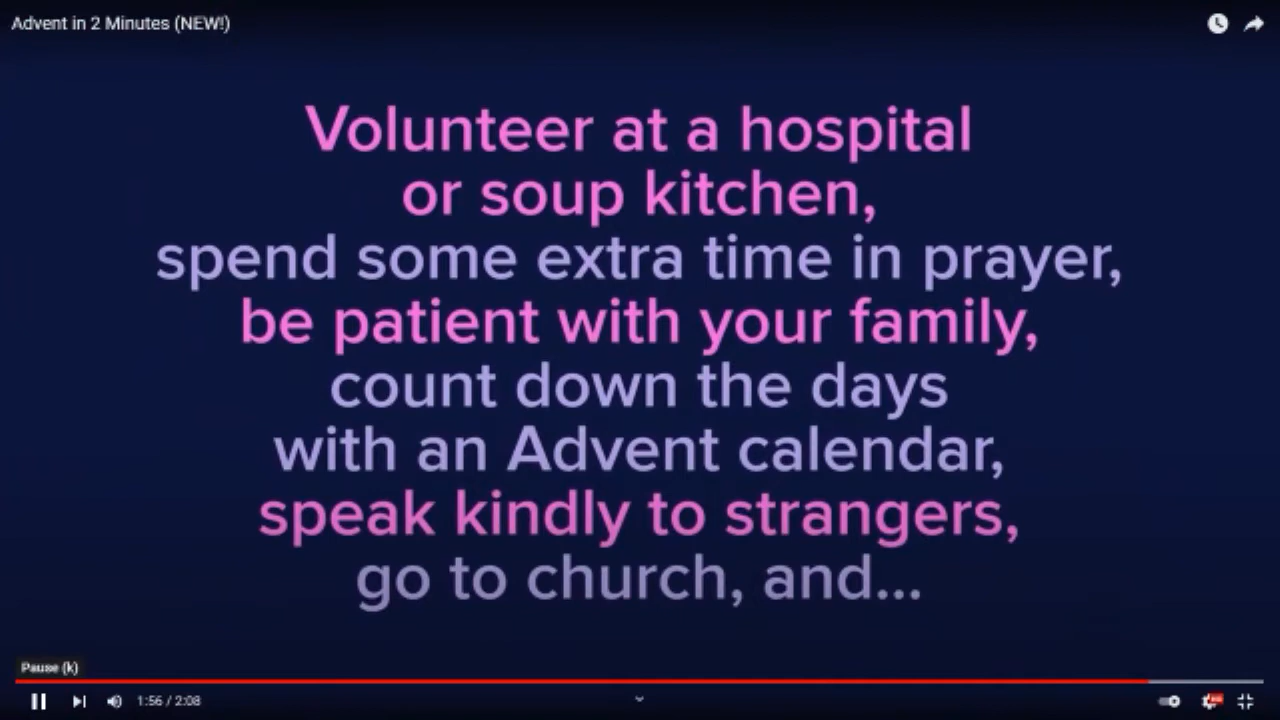 Advent in 2 Minutes (NEW!)
Volunteer at a hospital
or soup kitchen,
spend some extra time in prayer,
be patient with your family,
count down the days
with an Advent calendar,
speak kindly to strangers,
go to church, and...
Pause (k)
1:56 / 2:08